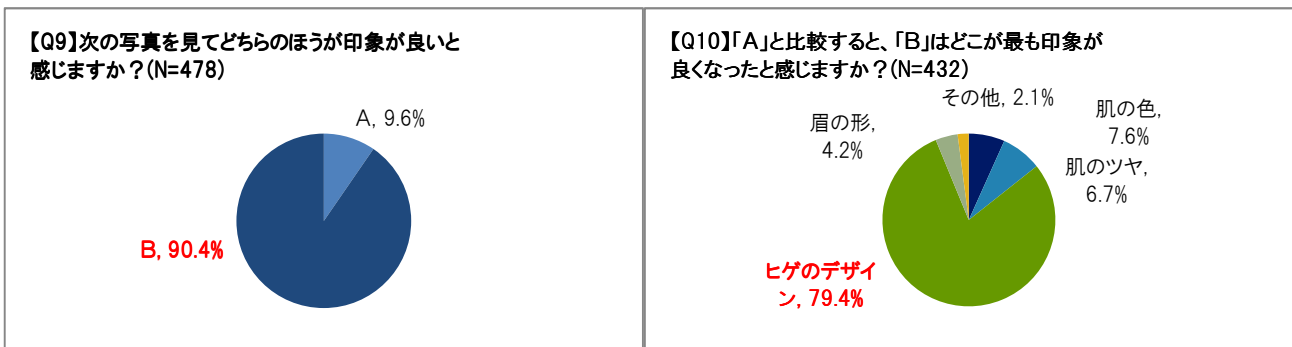 【Q9】次の写真を見てどちらのほうが印象が良いと
感じますか？(N=478)
A, 9.6%
B, 90.4%
【Q10】「A」と比較すると、「B」はどこが最も印象が
良くなったと感じますか？(N=432)
その他, 2.1%
肌の色,
7.6%
眉の形,
4.2%
肌のツヤ,
6.7%
ヒゲのデザイ
ン, 79.4%